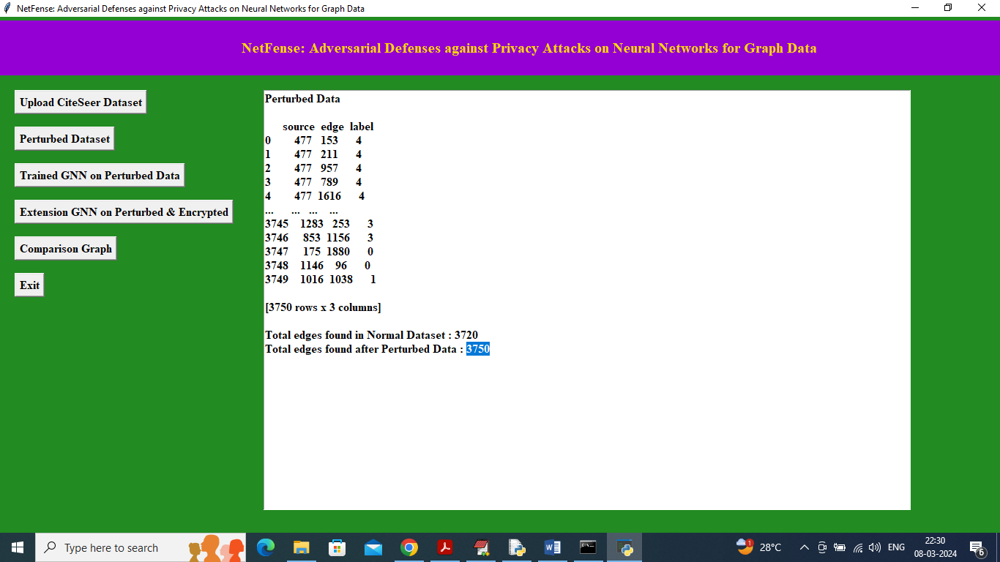 NetFense: Adversarial Defenses against Privacy Attacks on Neural Networks for Graph Data
NetFense: Adversarial Defenses against Privacy Attacks on Neural Networks for Graph Data
Upload CiteSeer Dataset
Perturbed Dataset
Trained GNN on Perturbed Data
Extension GNN on Perturbed & Encrypted
Comparison Graph
Exit
Perturbed Data
source edge label
0 477 153 4
1 477 211 4
2 477 957 4
3 477 789 4
4 477 1616 4
... ... ... ...
3745 1283 253 3
3746 853 1156 3
3747 175 1880 0
3748 1146 96 0
3749 1016 1038 1
[3750 rows x 3 columns]
Total edges found in Normal Dataset : 3720
Total edges found after Perturbed Data : 3750
Type here to search
1
28°C
ENG
22:30
08-03-2024
6